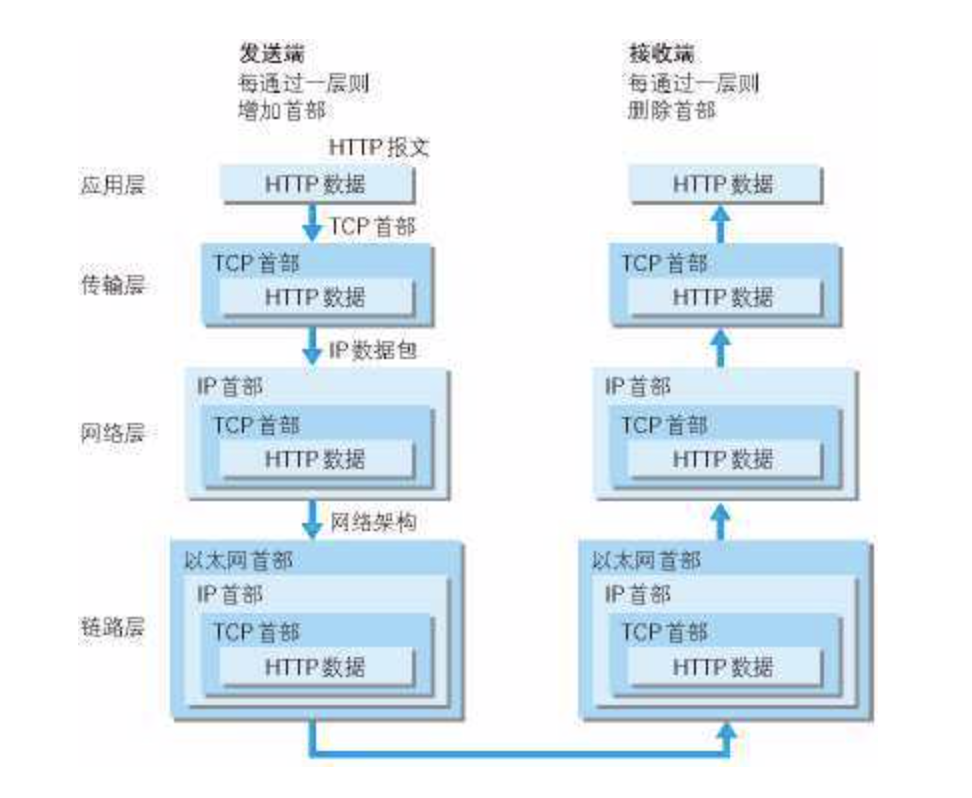 发送端
每通过一层则
增加首部
接收端
每通过一层则
删除首部
HTTP 报文
应用层
HTTP 数据
HTTP 数据
TCP 首部
传输层
TCP 首部
HTTP 数据
TCP 首部
HTTP 数据
IP 数据包
网络层
IP 首部
TCP 首部
HTTP 数据
IP 首部
TCP 首部
HTTP 数据
网络架构
链路层
以太网首部
IP 首部
TCP 首部
HTTP 数据
以太网首部
IP 首部
TCP 首部
HTTP 数据